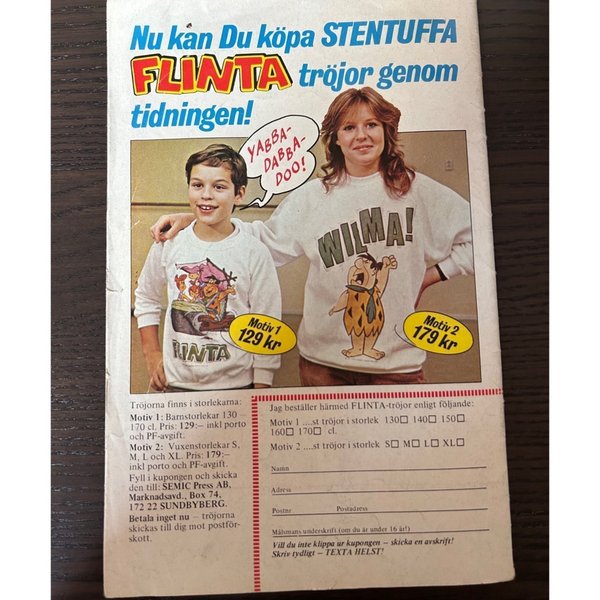 Nu kan Du köpa STENTUFFA
FLINTA tröjor genom
tidningen!
YABBA-
DABBA-
DOO!
WILMA!
FLINTA
Motiv 1
129 kr
Motiv 2
179 kr
Tröjorna finns i storlekarna:
Motiv 1: Barnstorlekar 130 –
170 cl. Pris: 129:– inkl porto
och PF-avgift.
Motiv 2: Vuxenstorlekar S,
M, L och XL. Pris: 179:–
inkl porto och PF-avgift.
Fyll i kupongen och skicka
den till: SEMIC Press AB,
Marknadsavd., Box 74,
172 22 SUNDBYBERG.
Betala inget nu – tröjorna
skickas till dig mot postför-
skott.
Jag beställer härmed FLINTA-tröjor enligt följande:
Motiv 1 ....st tröjor i storlek 130☐ 140☐ 150☐
160☐ 170☐ cl.
Motiv 2 ....st tröjor i storlek S☐ M☐ L☐ XL☐
Namn
Adress
Postnr Postadress
Målsmans underskrift (om du är under 16 år!)
Vill du inte klippa ur kupongen – skicka en avskrift!
Skriv tydligt – TEXTA HELST!